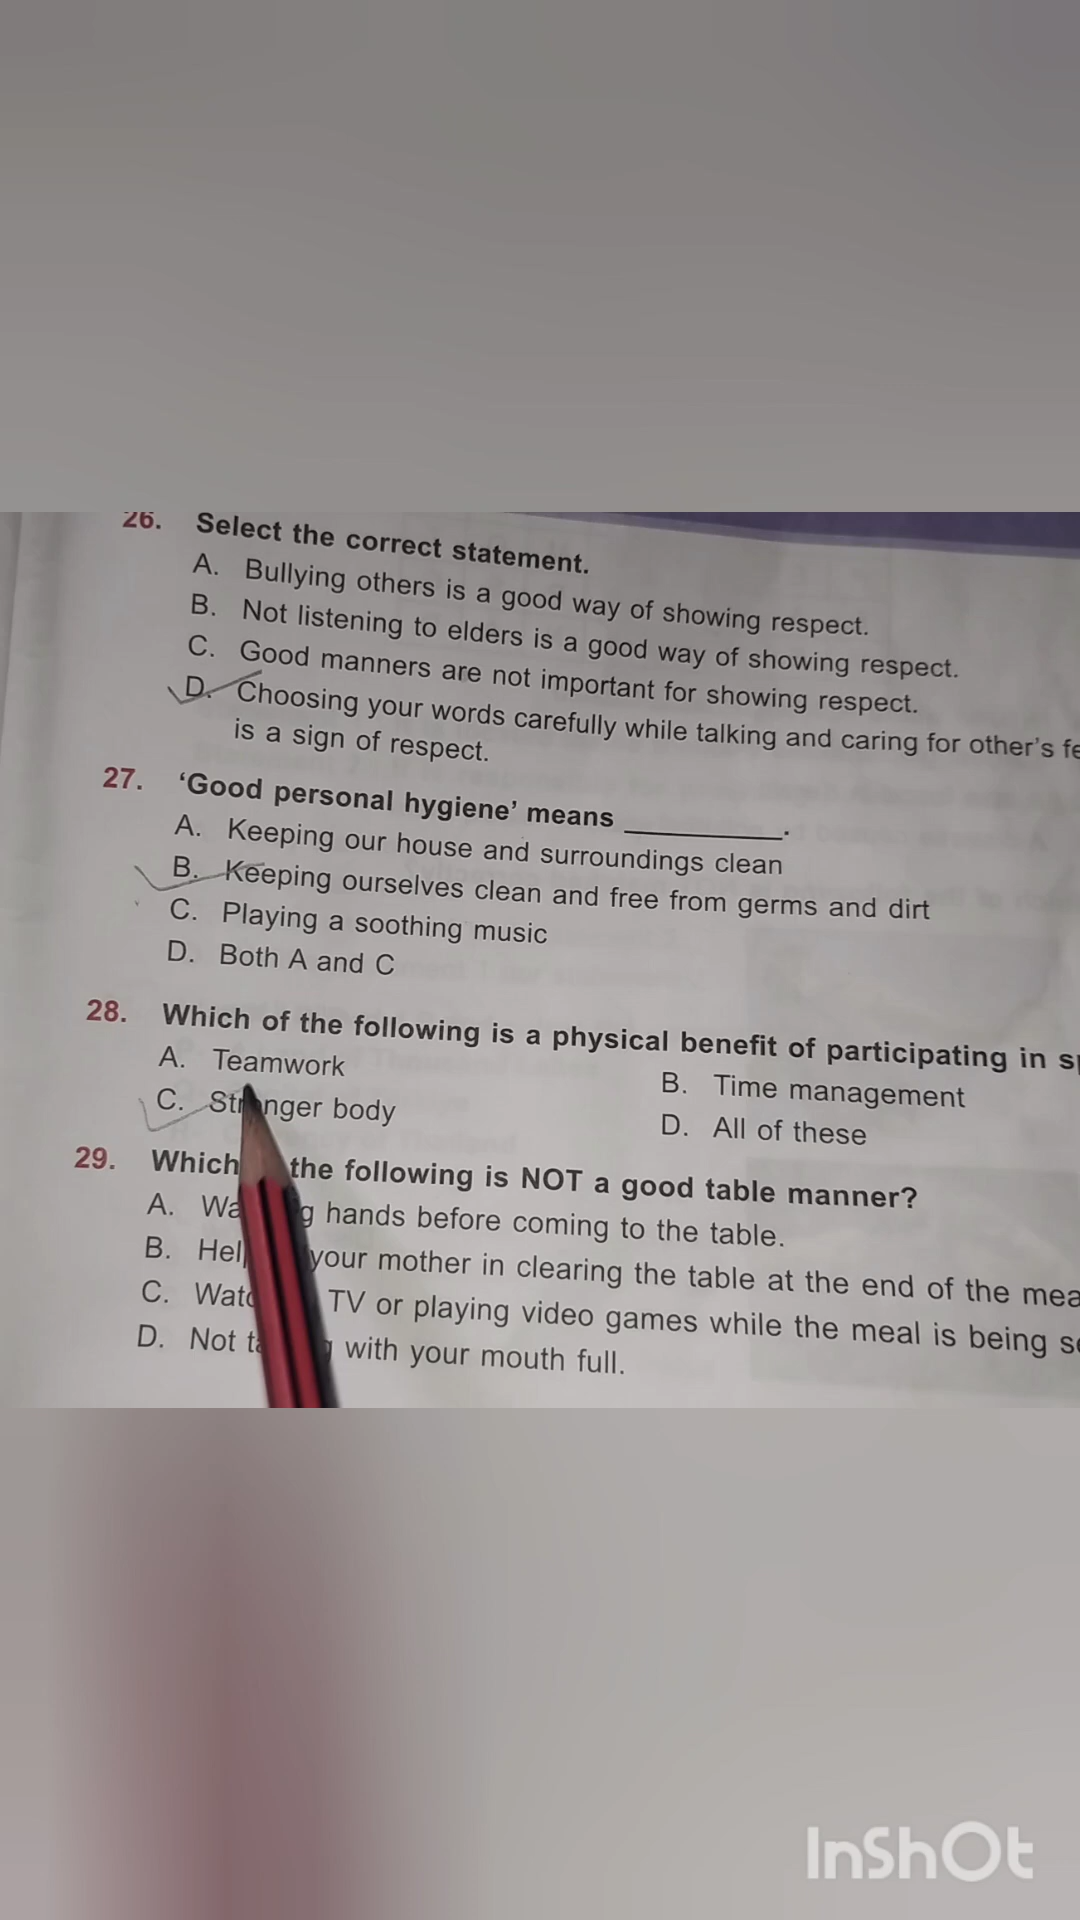 26. Select the correct statement.
A. Bullying others is a good way of showing respect.
B. Not listening to elders is a good way of showing respect.
C. Good manners are not important for showing respect.
D. Choosing your words carefully while talking and caring for other's
is a sign of respect.
27. 'Good personal hygiene' means __________.
A. Keeping our house and surroundings clean
B. Keeping ourselves clean and free from germs and dirt
C. Playing a soothing music
D. Both A and C
28. Which of the following is a physical benefit of participating in
A. Teamwork
B. Time management
C. Stronger body
D. All of these
29. Which the following is NOT a good table manner?
A. hands before coming to the table.
B. your mother in clearing the table at the end of the
C. TV or playing video games while the meal is being
D. Not with your mouth full.
InShOt